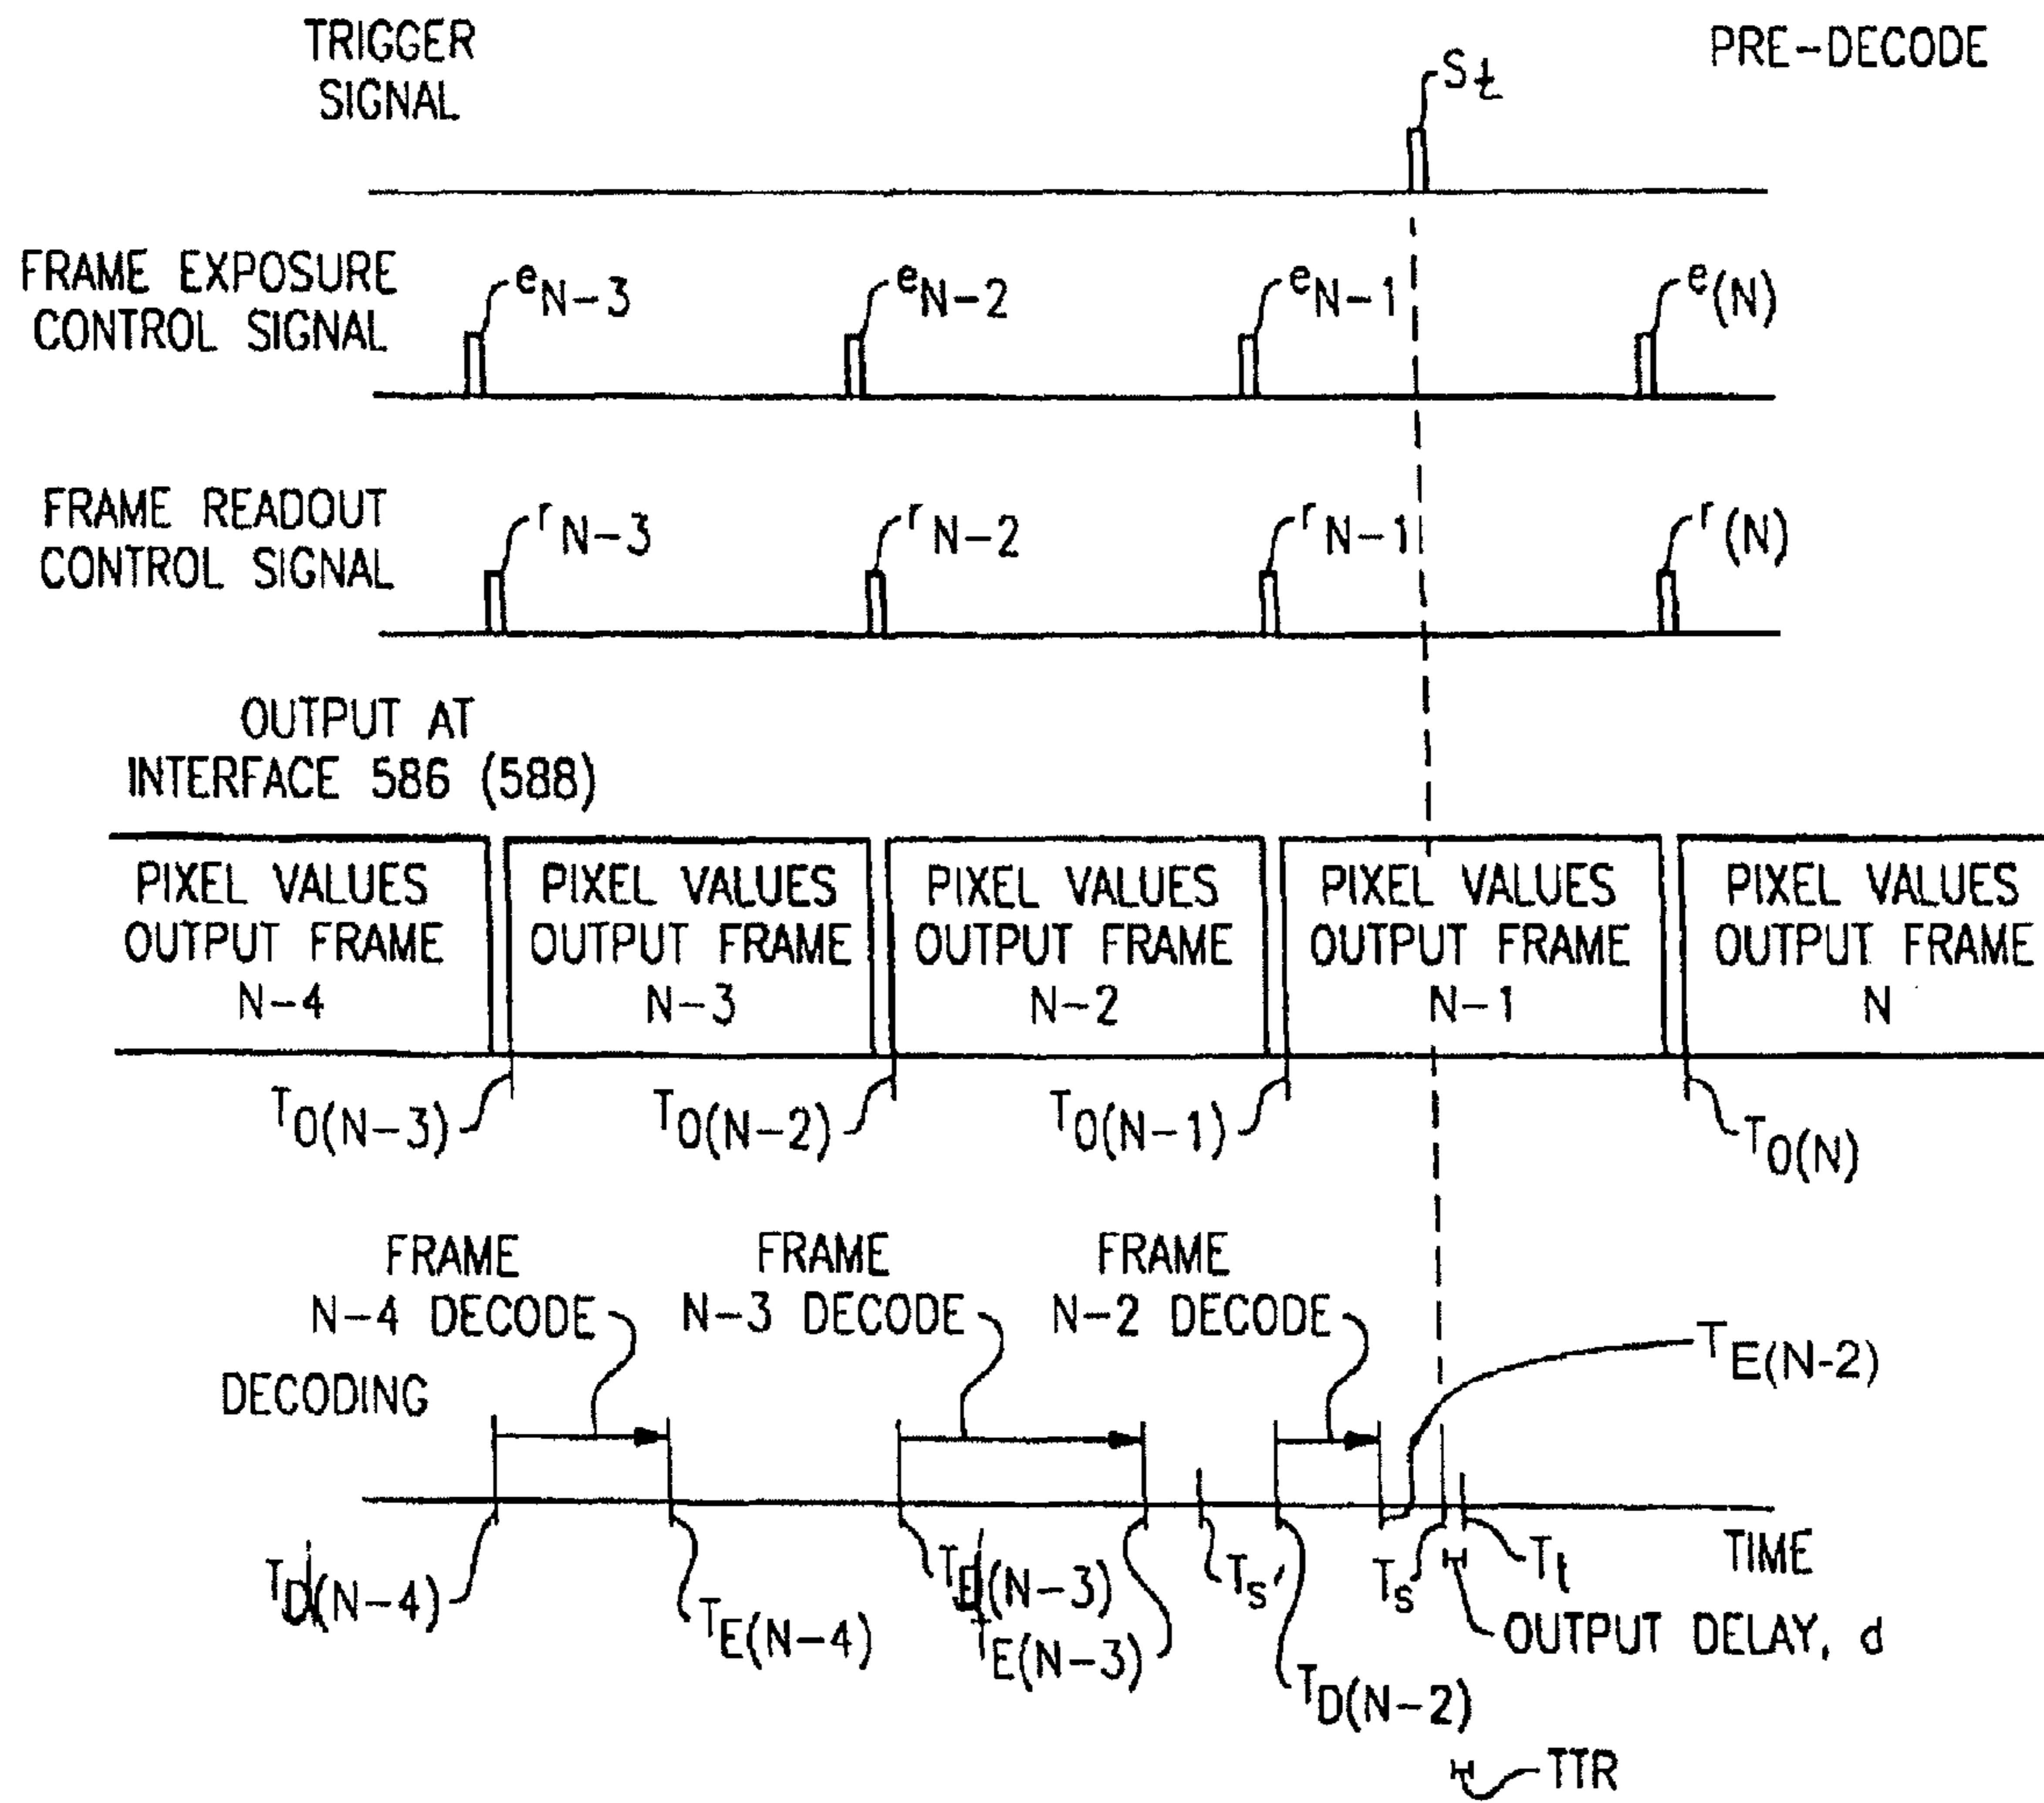 TRIGGER
SIGNAL
PRE-DECODE
St
FRAME EXPOSURE
CONTROL SIGNAL
eN-3
eN-2
eN-1
e(N)
FRAME READOUT
CONTROL SIGNAL
rN-3
rN-2
rN-1
r(N)
OUTPUT AT
INTERFACE 586 (588)
PIXEL VALUES
OUTPUT FRAME
N-4
PIXEL VALUES
OUTPUT FRAME
N-3
PIXEL VALUES
OUTPUT FRAME
N-2
PIXEL VALUES
OUTPUT FRAME
N-1
PIXEL VALUES
OUTPUT FRAME
N
TO(N-3)
TO(N-2)
TO(N-1)
TO(N)
FRAME
N-4 DECODE
FRAME
N-3 DECODE
FRAME
N-2 DECODE
TE(N-2)
DECODING
TD(N-4)
TE(N-4)
TD(N-3)
TE(N-3)
Ts'
TD(N-2)
Ts
Tt
TIME
OUTPUT DELAY, d
TTR